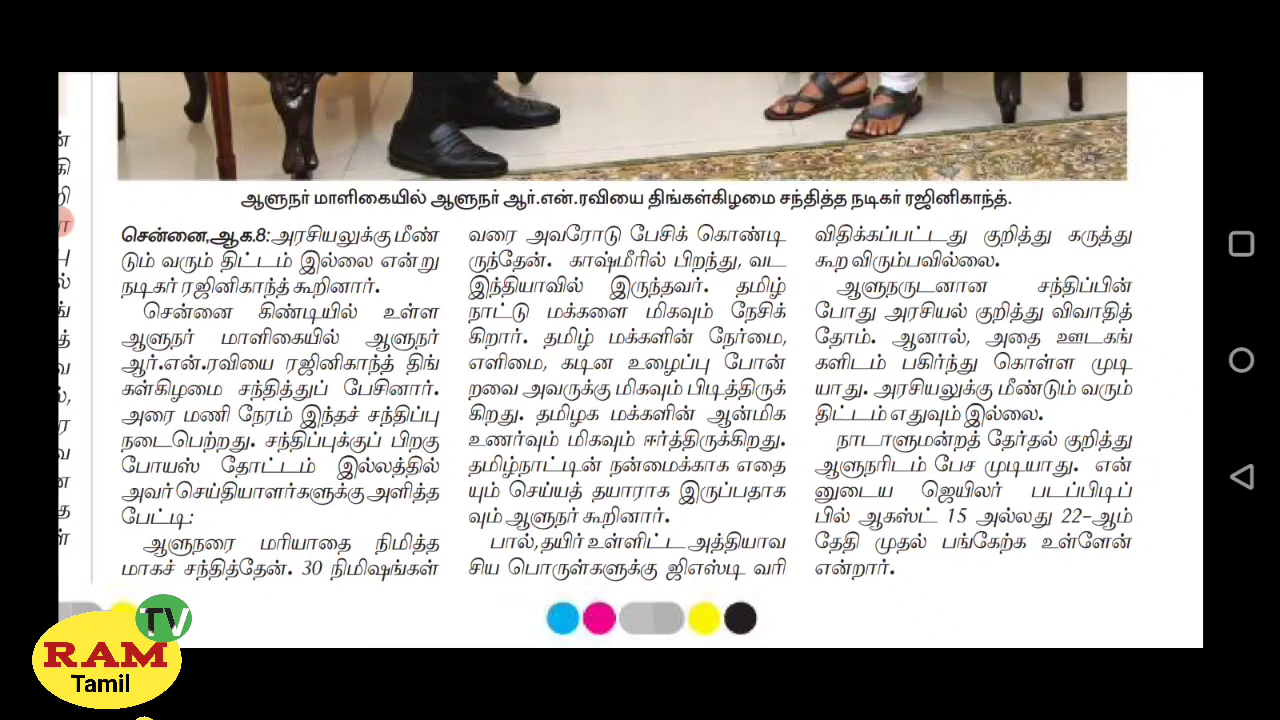 ஆளுநர் மாளிகையில் ஆளுநர் ஆர்.என்.ரவியை திங்கள்கிழமை சந்தித்த நடிகர் ரஜினிகாந்த்.
சென்னை,ஆக.8:அரசியலுக்கு மீண்
டும் வரும் திட்டம் இல்லை என்று
நடிகர் ரஜினிகாந்த் கூறினார்.
சென்னை கிண்டியில் உள்ள
ஆளுநர் மாளிகையில் ஆளுநர்
ஆர்.என்.ரவியை ரஜினிகாந்த் திங்
கள்கிழமை சந்தித்துப் பேசினார்.
அரை மணி நேரம் இந்தச் சந்திப்பு
நடைபெற்றது. சந்திப்புக்குப் பிறகு
போயஸ் தோட்டம் இல்லத்தில்
அவர் செய்தியாளர்களுக்கு அளித்த
பேட்டி:
ஆளுநரை மரியாதை நிமித்த
மாகச் சந்தித்தேன். 30 நிமிஷங்கள்
வரை அவரோடு பேசிக் கொண்டி
ருந்தேன். காஷ்மீரில் பிறந்து, வட
இந்தியாவில் இருந்தவர். தமிழ்
நாட்டு மக்களை மிகவும் நேசிக்
கிறார். தமிழ் மக்களின் நேர்மை,
எளிமை, கடின உழைப்பு போன்
றவை அவருக்கு மிகவும் பிடித்திருக்
கிறது. தமிழக மக்களின் ஆன்மிக
உணர்வும் மிகவும் ஈர்த்திருக்கிறது.
தமிழ்நாட்டின் நன்மைக்காக எதை
யும் செய்யத் தயாராக இருப்பதாக
வும் ஆளுநர் கூறினார்.
பால், தயிர் உள்ளிட்ட அத்தியாவ
சிய பொருள்களுக்கு ஜிஎஸ்டி வரி
விதிக்கப்பட்டது குறித்து கருத்து
கூற விரும்பவில்லை.
ஆளுநருடனான சந்திப்பின்
போது அரசியல் குறித்து விவாதித்
தோம். ஆனால், அதை ஊடகங்
களிடம் பகிர்ந்து கொள்ள முடி
யாது. அரசியலுக்கு மீண்டும் வரும்
திட்டம் எதுவும் இல்லை.
நாடாளுமன்றத் தேர்தல் குறித்து
ஆளுநரிடம் பேச முடியாது. என்
னுடைய ஜெயிலர் படப்பிடிப்
பில் ஆகஸ்ட் 15 அல்லது 22-ஆம்
தேதி முதல் பங்கேற்க உள்ளேன்
என்றார்.
TV
RAM
Tamil